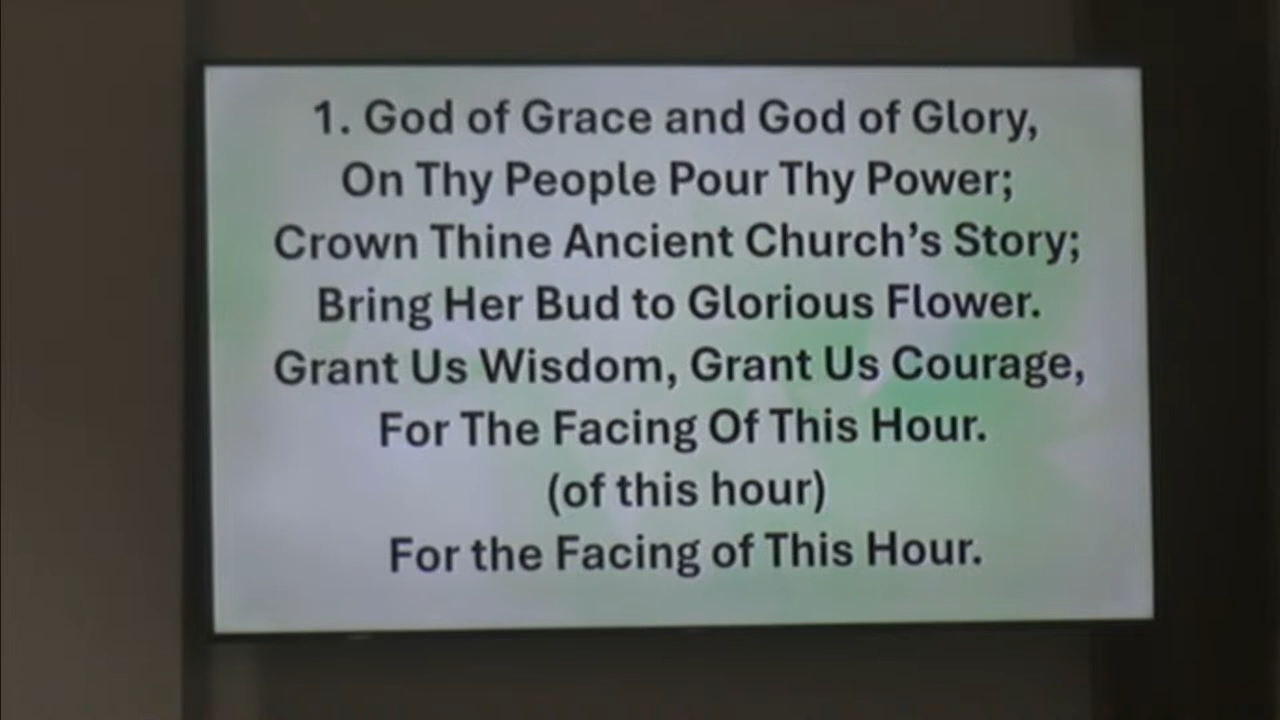 1. God of Grace and God of Glory,
On Thy People Pour Thy Power;
Crown Thine Ancient Church’s Story;
Bring Her Bud to Glorious Flower.
Grant Us Wisdom, Grant Us Courage,
For The Facing Of This Hour.
(of this hour)
For the Facing of This Hour.